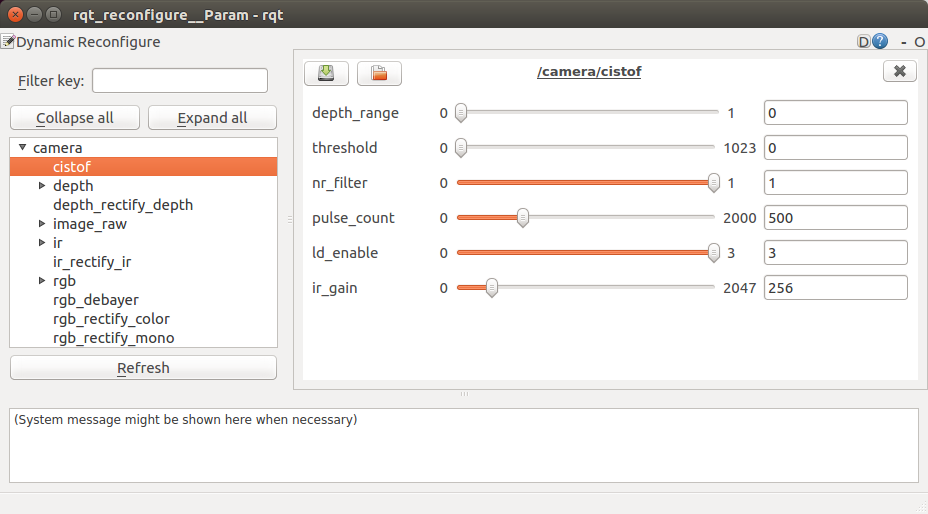 rqt_reconfigure__Param - rqt
Dynamic Reconfigure
D ? - O
Filter key:
Collapse all Expand all
camera
cistof
depth
depth_rectify_depth
image_raw
ir
ir_rectify_ir
rgb
rgb_debayer
rgb_rectify_color
rgb_rectify_mono
Refresh
/camera/cistof
depth_range 0 1 0
threshold 0 1023 0
nr_filter 0 1 1
pulse_count 0 2000 500
ld_enable 0 3 3
ir_gain 0 2047 256
(System message might be shown here when necessary)